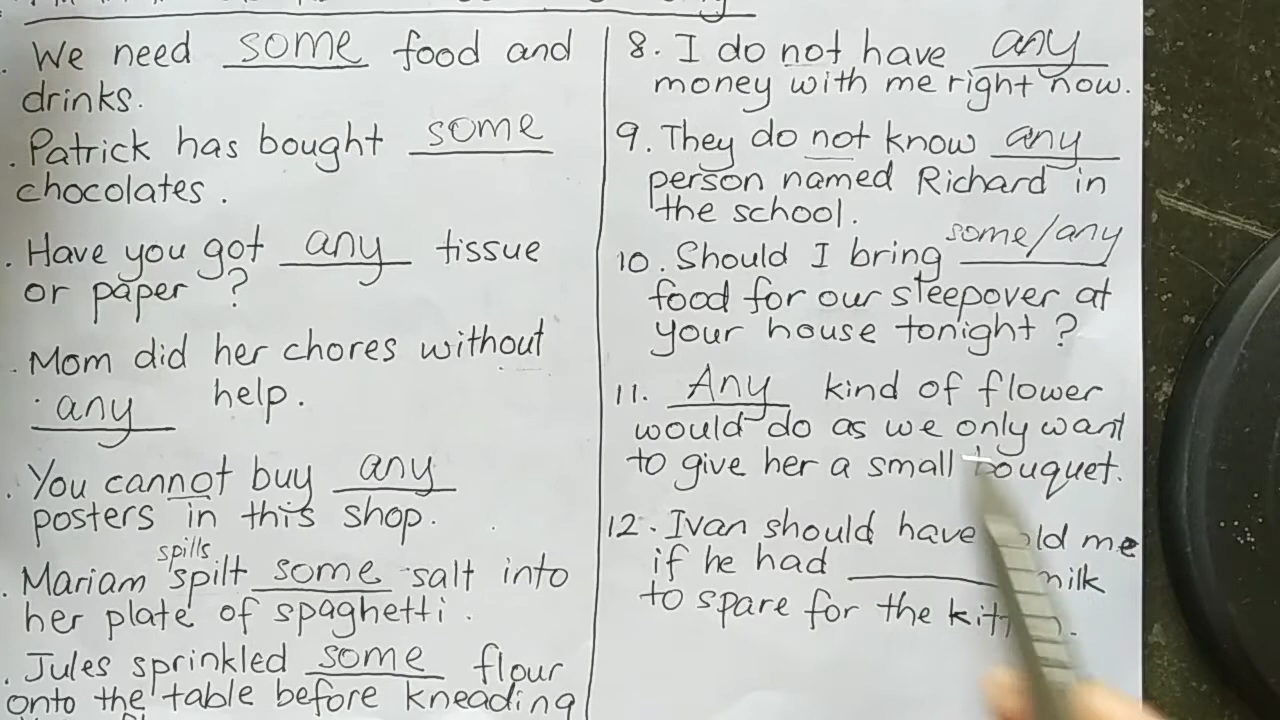 We need some food and
drinks.
. Patrick has bought some
chocolates.
. Have you got any tissue
or paper ?
. Mom did her chores without
any help.
. You cannot buy any
posters in this shop.
spills
. Mariam spilt some salt into
her plate of spaghetti.
. Jules sprinkled some flour
onto the table before kneading
8. I do not have any
money with me right now.
9. They do not know any
person named Richard in
the school.
10. Should I bring some/any
food for our sleepover at
your house tonight ?
11. Any kind of flower
would do as we only want
to give her a small bouquet.
12. Ivan should have me
if he had ______
to spare for the